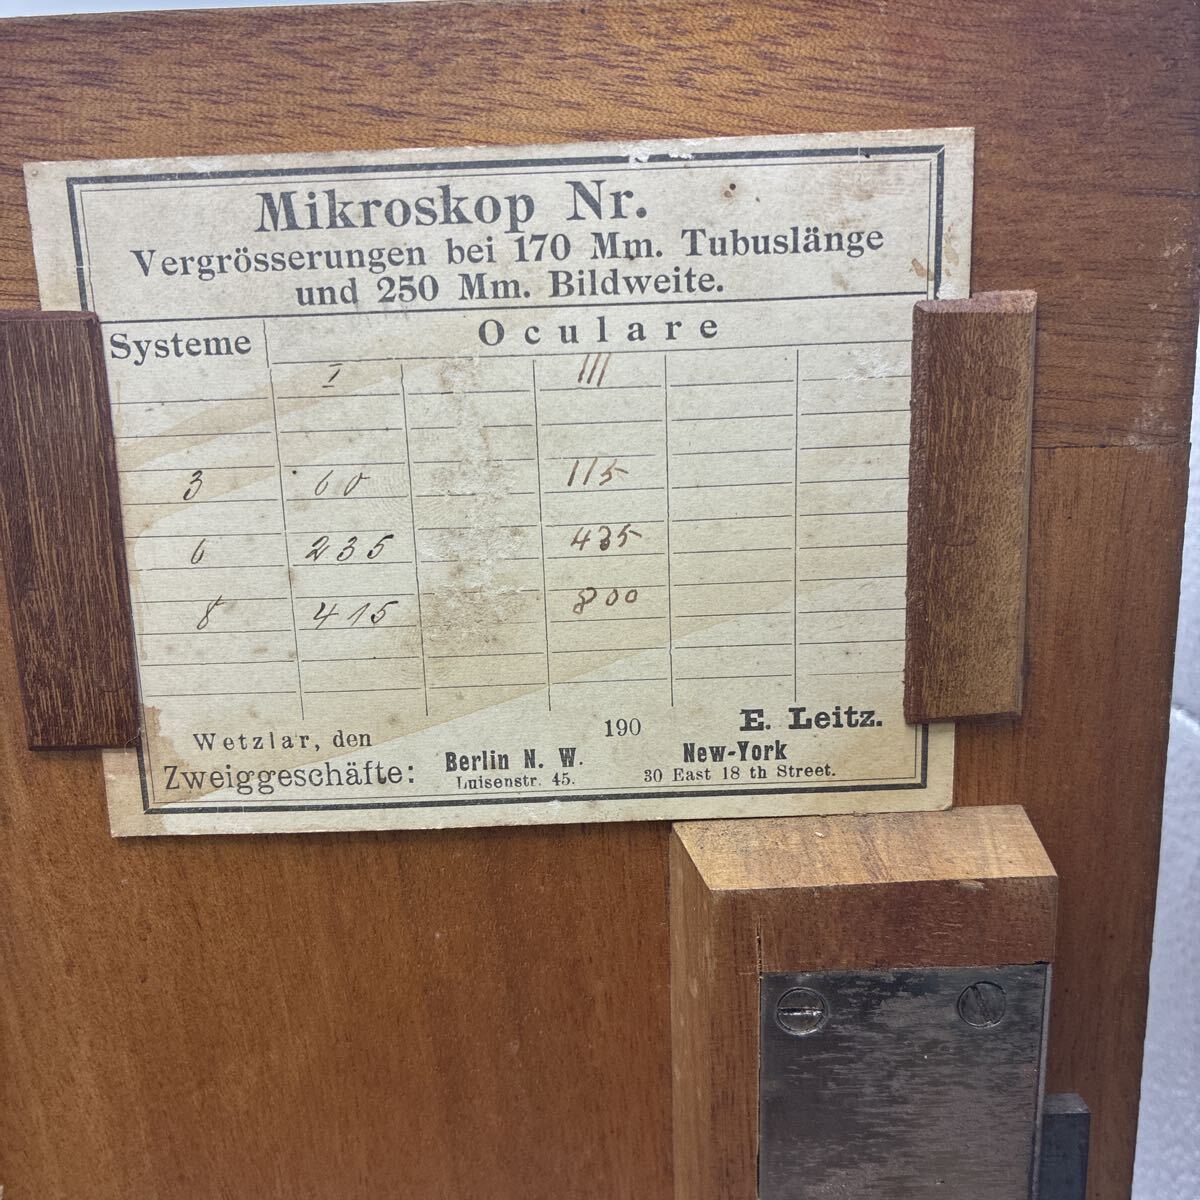 Mikroskop Nr.
Vergrösserungen bei 170 Mm. Tubuslänge
und 250 Mm. Bildweite.
Systeme Oculare
I III
3 60 115
6 235 435
8 415 800
Wetzlar, den 190 E. Leitz.
Zweiggeschäfte: Berlin N. W. New-York
Luisenstr. 45. 30 East 18 th Street.